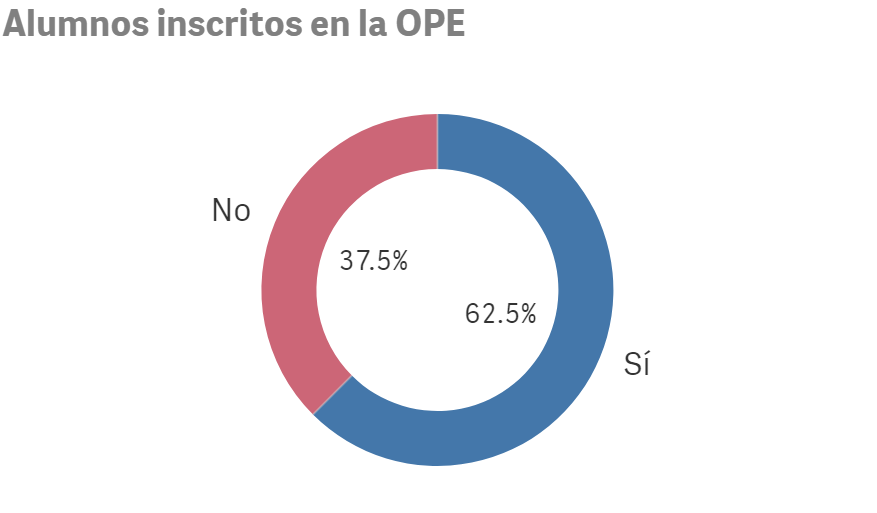 Alumnos inscritos en la OPE
No
37.5%
62.5%
Sí